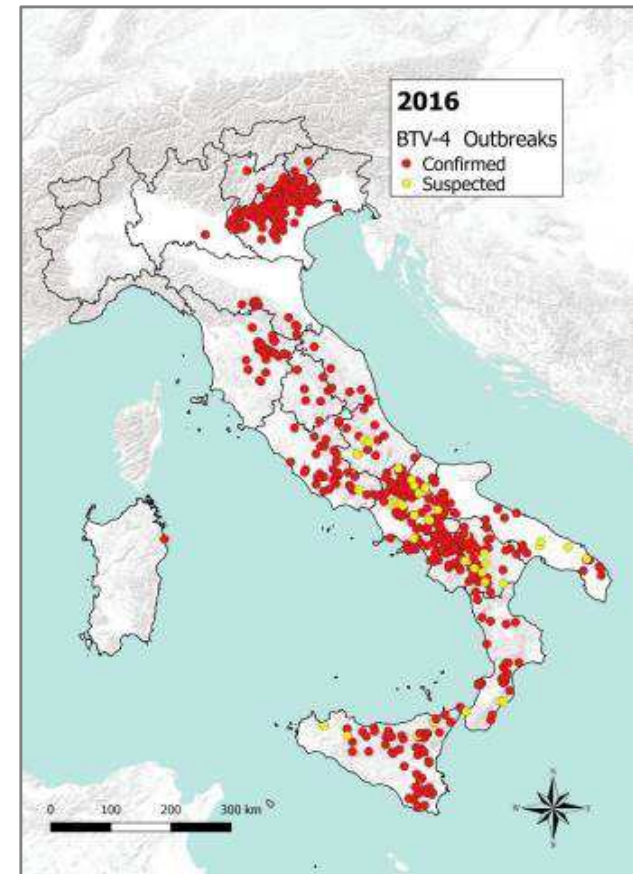 2016
BTV-4 Outbreaks
Confirmed
Suspected
0 100 200 300 km
N
W E
S